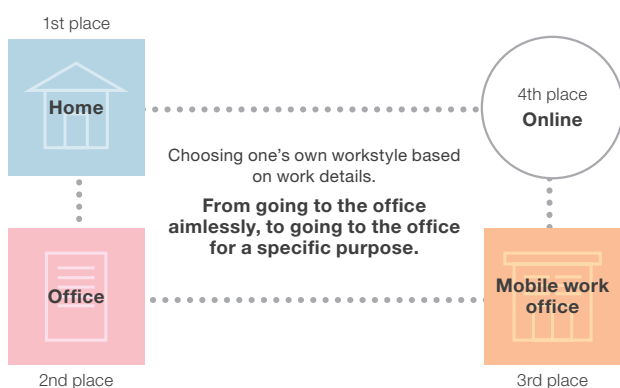 1st place
Home
4th place
Online
Choosing one’s own workstyle based
on work details.
From going to the office
aimlessly, to going to the office
for a specific purpose.
Office
2nd place
Mobile work
office
3rd place